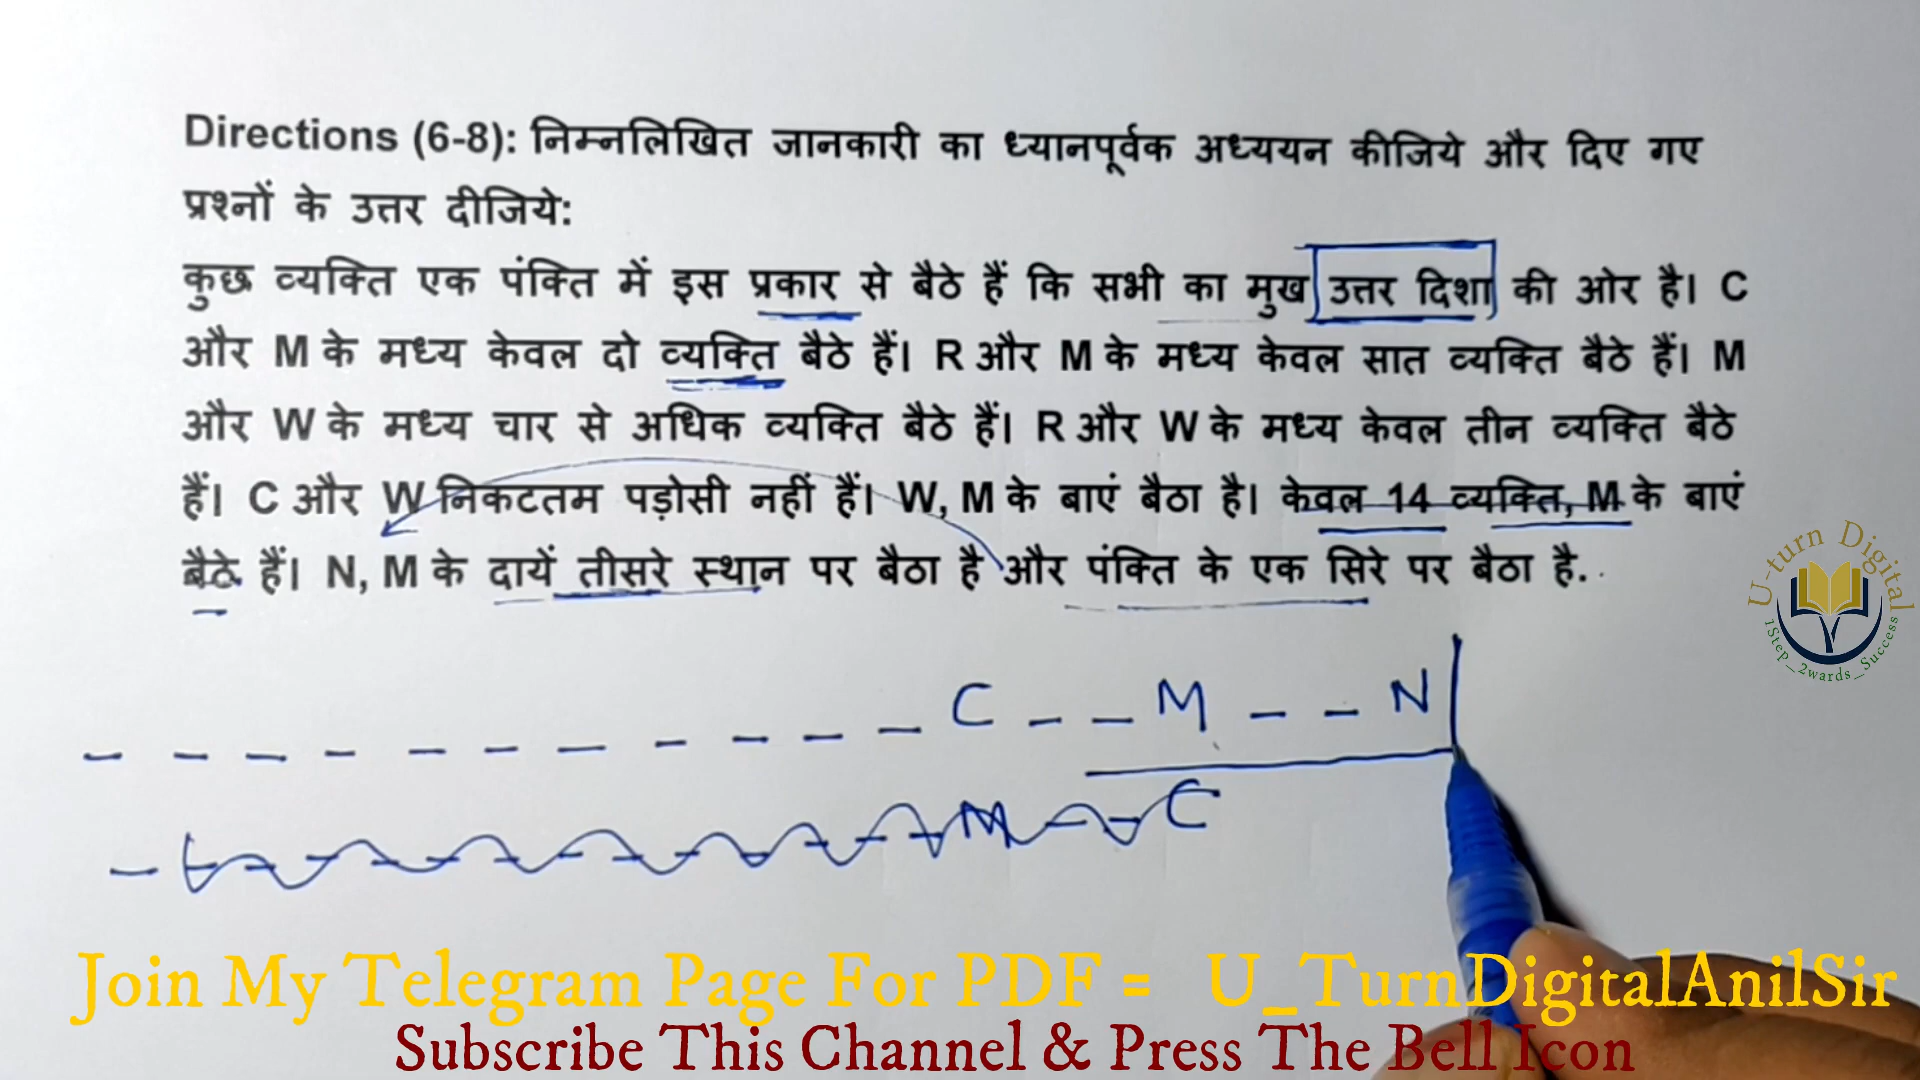 Directions (6-8): निम्नलिखित जानकारी का ध्यानपूर्वक अध्ययन कीजिये और दिए गए
प्रश्नों के उत्तर दीजिये:
कुछ व्यक्ति एक पंक्ति में इस प्रकार से बैठे हैं कि सभी का मुख उत्तर दिशा की ओर है। C
और M के मध्य केवल दो व्यक्ति बैठे हैं। R और M के मध्य केवल सात व्यक्ति बैठे हैं। M
और W के मध्य चार से अधिक व्यक्ति बैठे हैं। R और W के मध्य केवल तीन व्यक्ति बैठे
हैं। C और W निकटतम पड़ोसी नहीं हैं। W, M के बाएं बैठा है। केवल 14 व्यक्ति, M के बाएं
बैठे हैं। N, M के दायें तीसरे स्थान पर बैठा है और पंक्ति के एक सिरे पर बैठा है.
U-turn Digital
1Step_2wards_Success
_ _ _ _ _ _ _ _ _ _ _ C _ _ M _ _ N
M _ _ C
Join My Telegram Page For PDF = U_TurnDigitalAnilSir
Subscribe This Channel & Press The Bell Icon